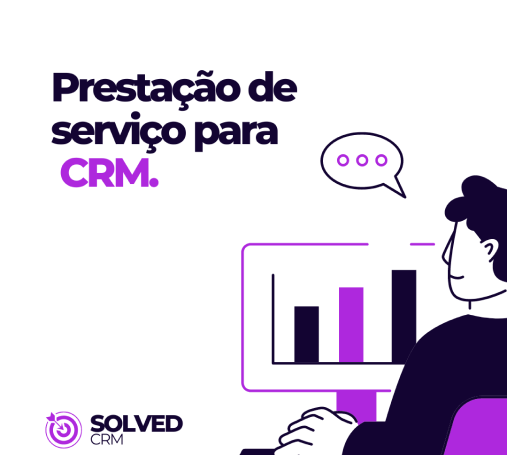 Prestação de
serviço para
CRM.
SOLVED
CRM